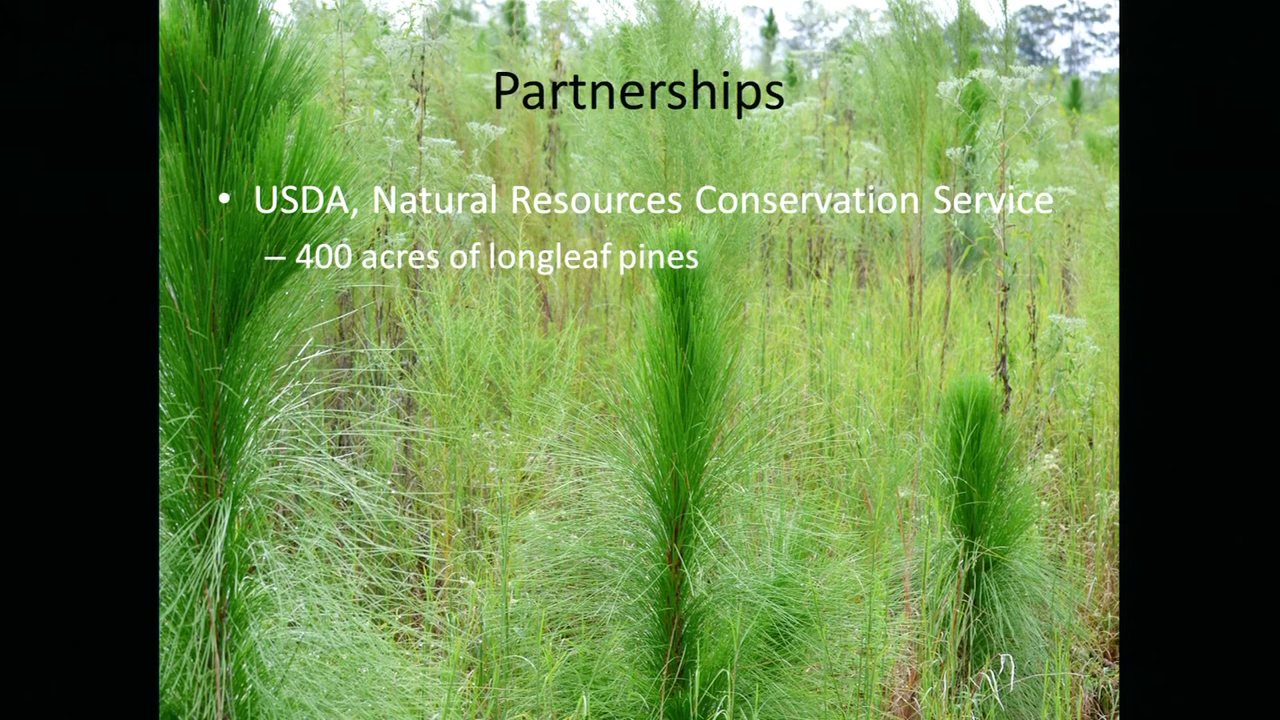 Partnerships
• USDA, Natural Resources Conservation Service
– 400 acres of longleaf pines